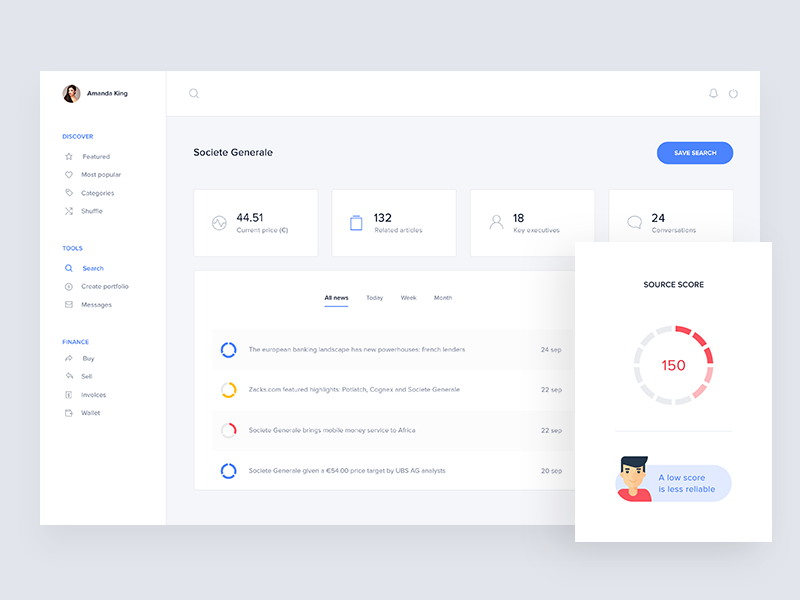 Amanda King
DISCOVER
Featured
Most popular
Categories
Shuffle
TOOLS
Search
Create portfolio
Messages
FINANCE
Buy
Sell
Invoices
Wallet
Societe Generale
SAVE SEARCH
44.51
Current price (€)
132
Related articles
18
Key executives
24
Conversations
All news
Today
Week
Month
The european banking landscape has new powerhouses: french lenders
24 sep
Zacks.com featured highlights: Potlatch, Cognex and Societe Generale
22 sep
Societe Generale brings mobile money service to Africa
22 sep
Societe Generale given a €54.00 price target by UBS AG analysts
20 sep
SOURCE SCORE
150
A low score
is less reliable